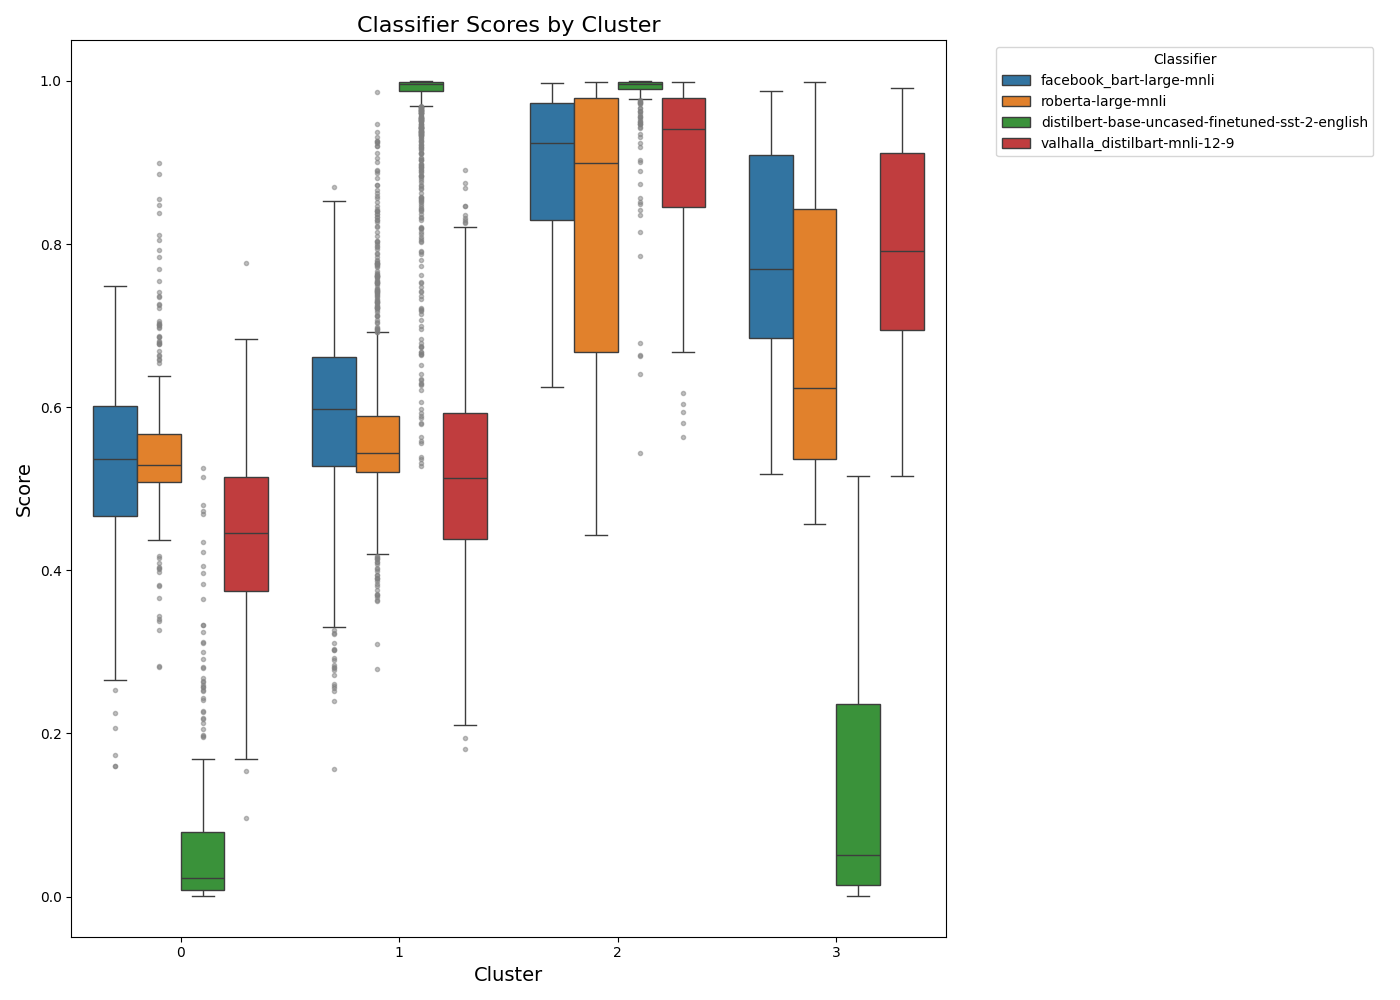 Classifier Scores by Cluster
Classifier
facebook_bart-large-mnli
roberta-large-mnli
distilbert-base-uncased-finetuned-sst-2-english
valhalla_distilbart-mnli-12-9
1.0
0.8
0.6
0.4
0.2
0.0
Score
0 1 2 3
Cluster